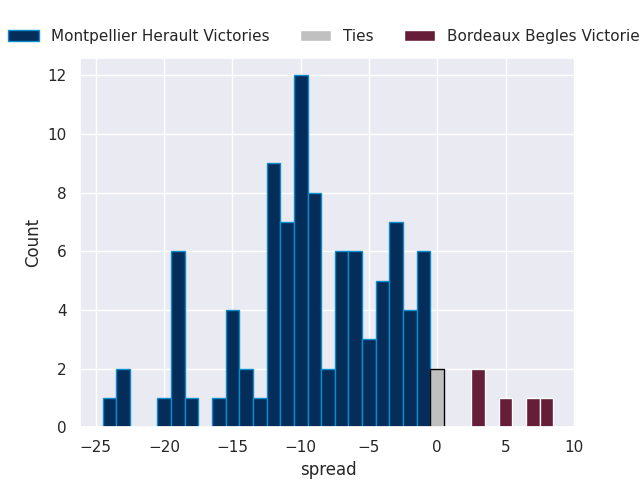 Montpellier Herault Victories Ties Bordeaux Begles Victorie
12
10
8
6
4
2
0
Count
−25 −20 −15 −10 −5 0 5 10
spread